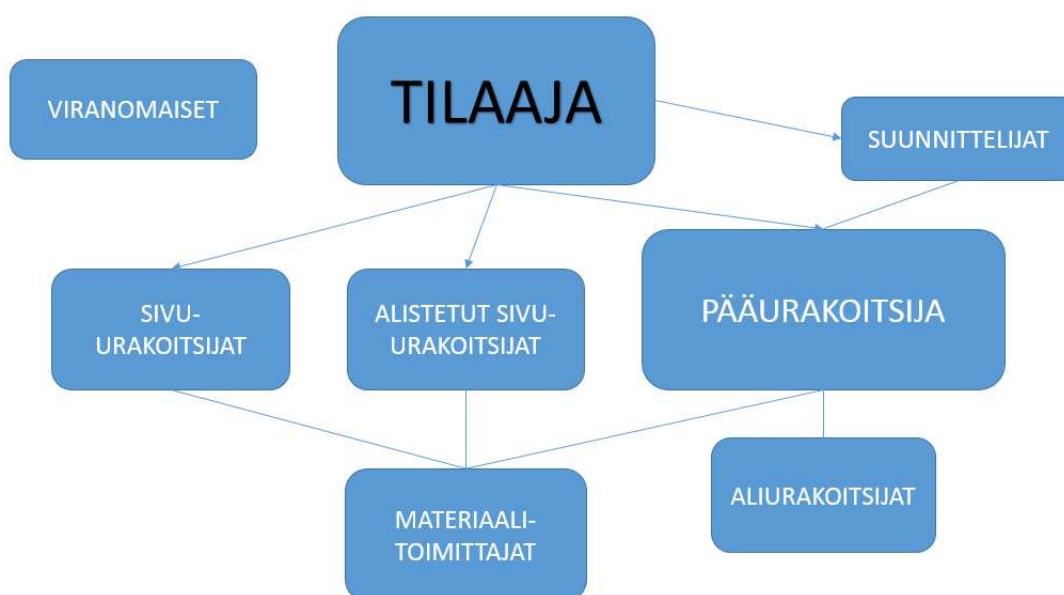 TILAAJA
VIRANOMAISET
SUUNNITTELIJAT
SIVU-
URAKOITSIJAT
ALISTETUT SIVU-
URAKOITSIJAT
PÄÄURAKOITSIJA
MATERIAALI-
TOIMITTAJAT
ALIURAKOITSIJAT